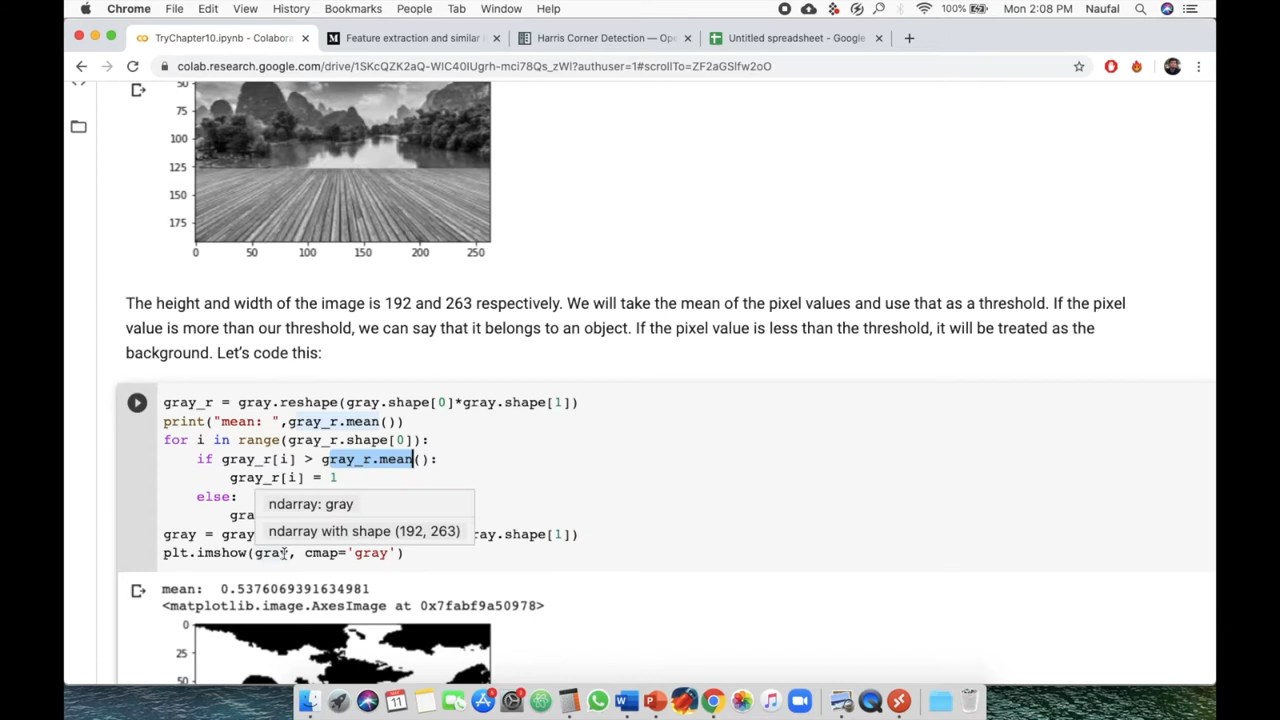 Chrome File Edit View History Bookmarks People Tab Window Help 100% Mon 2:08 PM Naufal
TryChapter10.ipynb - Colabora × Feature extraction and similar × Harris Corner Detection — Ope × Untitled spreadsheet - Google × +
colab.research.google.com/drive/1SKcQZK2aQ-WIC40IUgrh-mci78Qs_zWI?authuser=1#scrollTo=ZF2aGSlfw2oO
50
75
100
125
150
175
0 50 100 150 200 250
The height and width of the image is 192 and 263 respectively. We will take the mean of the pixel values and use that as a threshold. If the pixel
value is more than our threshold, we can say that it belongs to an object. If the pixel value is less than the threshold, it will be treated as the
background. Let’s code this:
gray_r = gray.reshape(gray.shape[0]*gray.shape[1])
print("mean: ",gray_r.mean())
for i in range(gray_r.shape[0]):
if gray_r[i] > gray_r.mean():
gray_r[i] = 1
else:
ndarray: gray
gra
ndarray with shape (192, 263)
gray = gray ray.shape[1])
plt.imshow(gray, cmap='gray')
mean: 0.5376069391634981
<matplotlib.image.AxesImage at 0x7fabf9a50978>
0
25
50
11